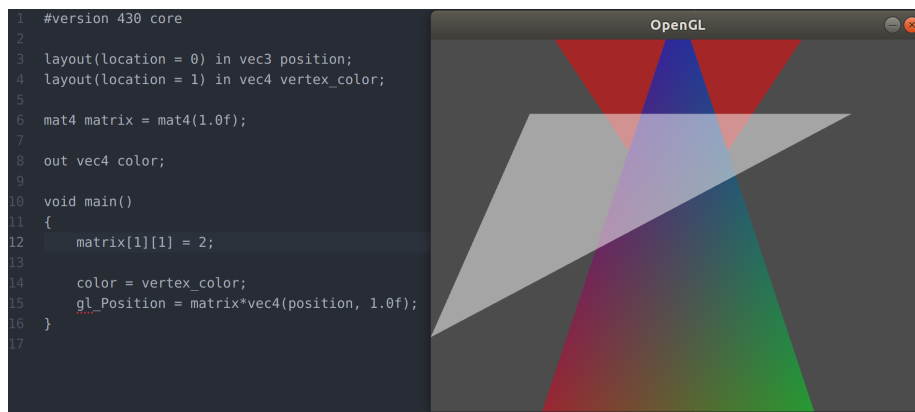 1 #version 430 core
2
3 layout(location = 0) in vec3 position;
4 layout(location = 1) in vec4 vertex_color;
5
6 mat4 matrix = mat4(1.0f);
7
8 out vec4 color;
9
10 void main()
11 {
12 matrix[1][1] = 2;
13
14 color = vertex_color;
15 gl_Position = matrix*vec4(position, 1.0f);
16 }
17
OpenGL